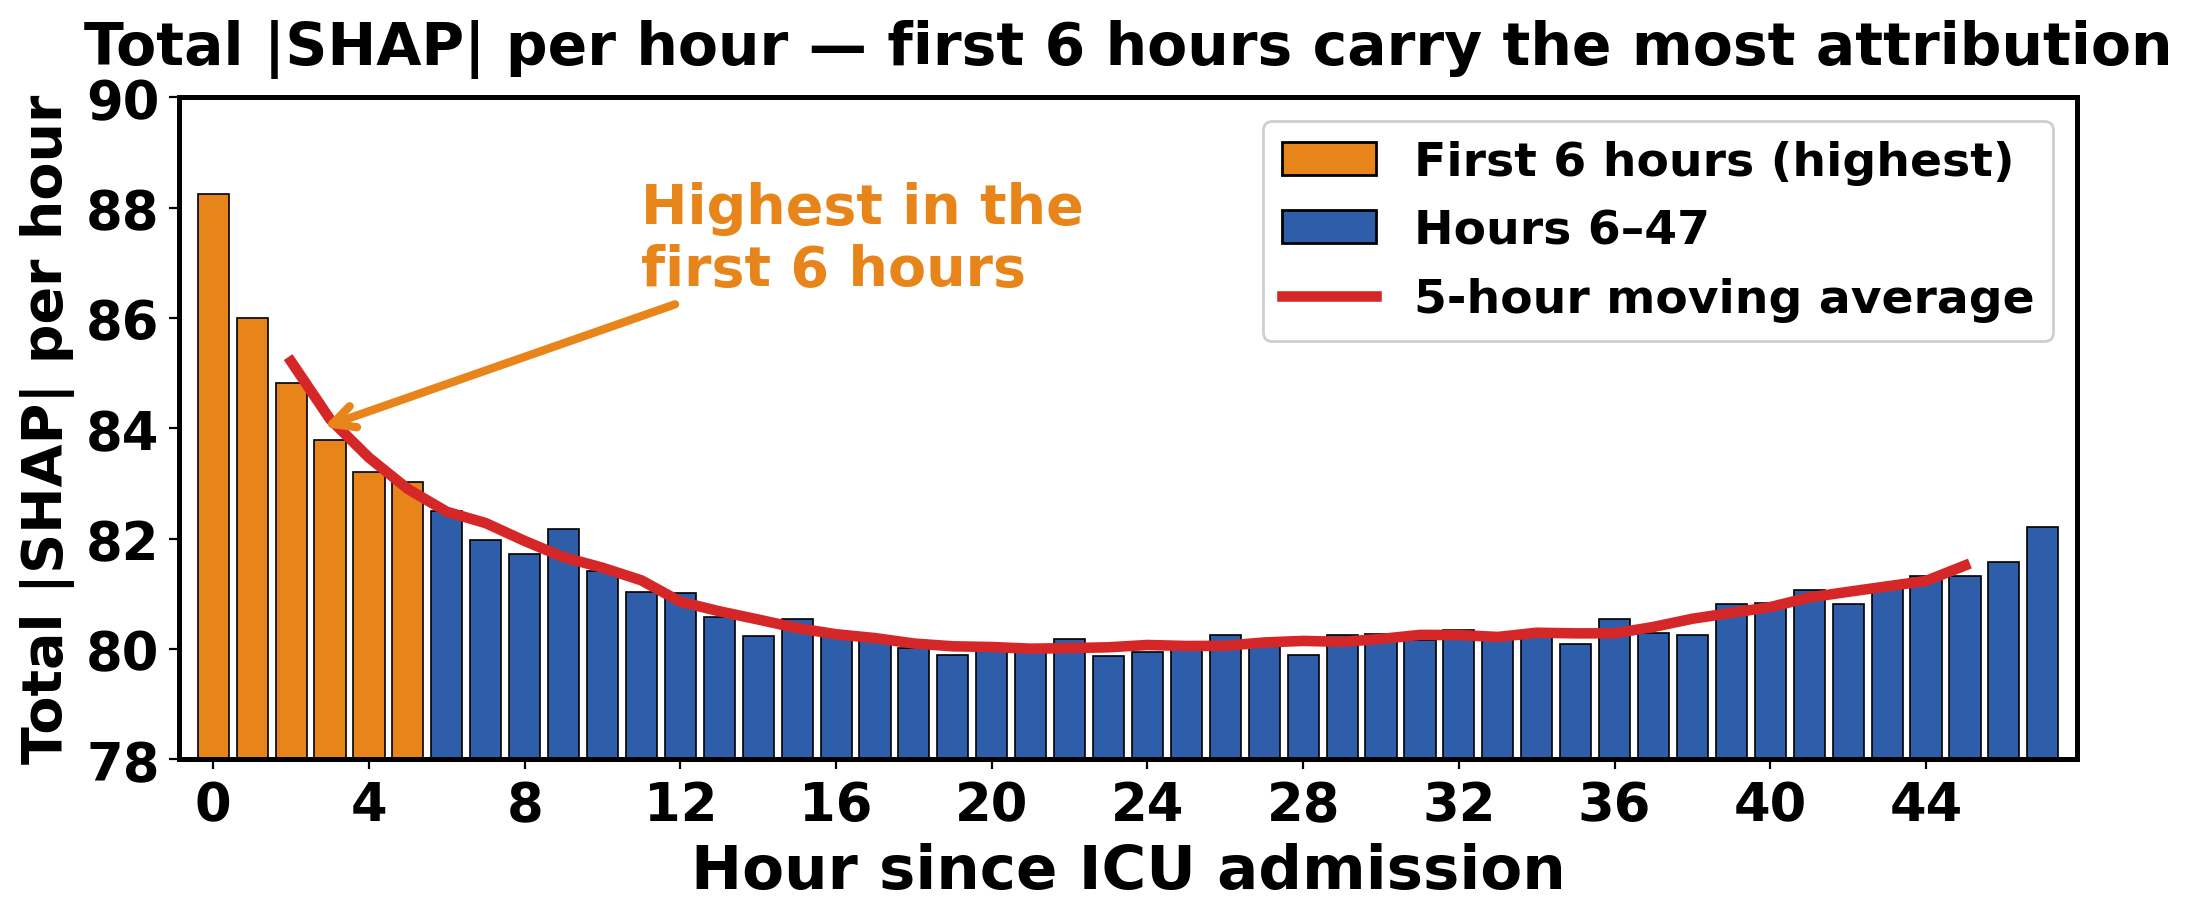 Total |SHAP| per hour — first 6 hours carry the most attribution
Total |SHAP| per hour
90
88
86
84
82
80
78
Highest in the
first 6 hours
First 6 hours (highest)
Hours 6–47
5-hour moving average
0 4 8 12 16 20 24 28 32 36 40 44
Hour since ICU admission